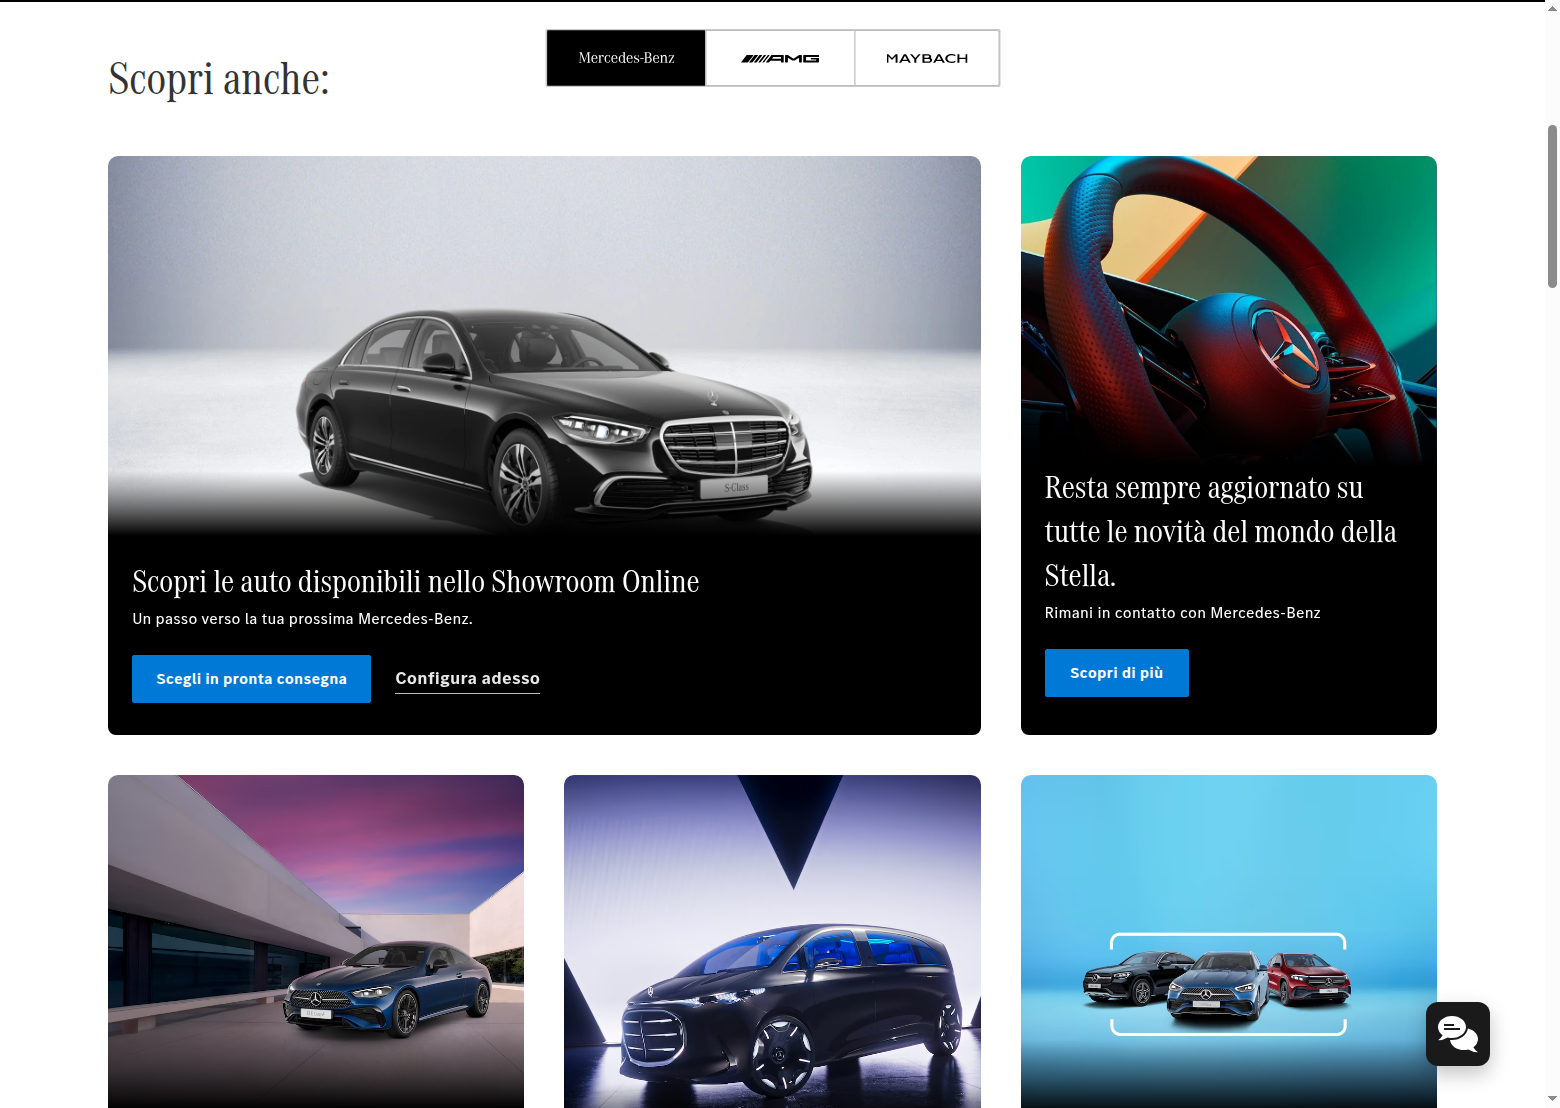 Mercedes-Benz
AMG
MAYBACH
Scopri anche:
S-Class
Scopri le auto disponibili nello Showroom Online
Un passo verso la tua prossima Mercedes-Benz.
Scegli in pronta consegna
Configura adesso
Resta sempre aggiornato su
tutte le novità del mondo della
Stella.
Rimani in contatto con Mercedes-Benz
Scopri di più